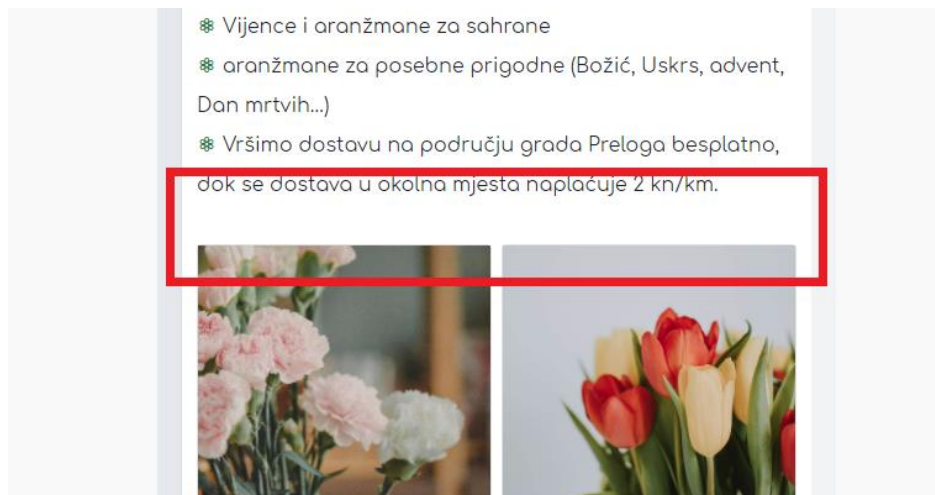 ❀ Vijence i aranžmane za sahrane
❀ aranžmane za posebne prigodne (Božić, Uskrs, advent,
Dan mrtvih...)
❀ Vršimo dostavu na području grada Preloga besplatno,
dok se dostava u okolna mjesta naplaćuje 2 kn/km.